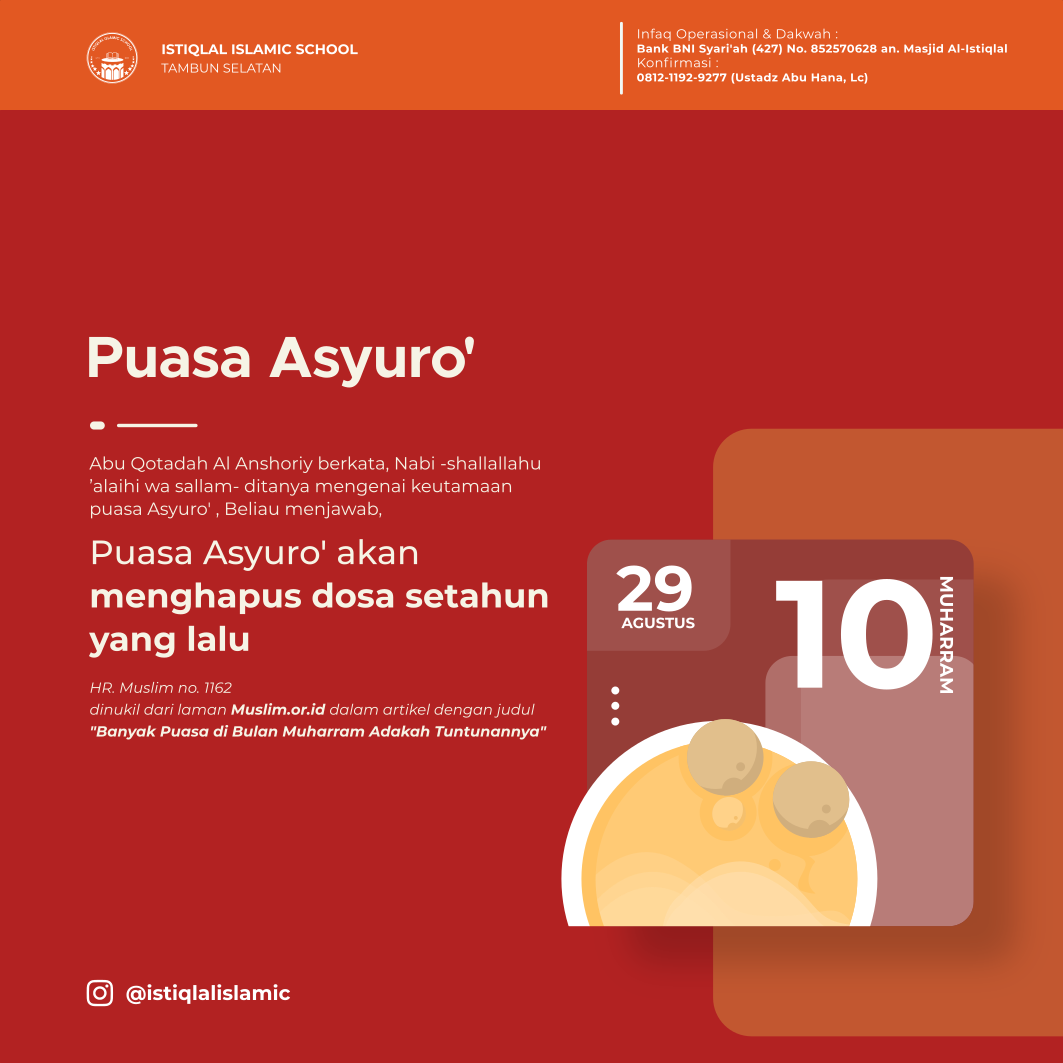 ISTIQLAL ISLAMIC SCHOOL
TAMBUN SELATAN
Infaq Operasional & Dakwah :
Bank BNI Syari'ah (427) No. 852570628 an. Masjid Al-Istiqlal
Konfirmasi :
0812-1192-9277 (Ustadz Abu Hana, Lc)
Puasa Asyuro'
Abu Qotadah Al Anshoriy berkata, Nabi -shallallahu
'alaihi wa sallam- ditanya mengenai keutamaan
puasa Asyuro' , Beliau menjawab,
Puasa Asyuro' akan
menghapus dosa setahun
yang lalu
HR. Muslim no. 1162
dinukil dari laman Muslim.or.id dalam artikel dengan judul
"Banyak Puasa di Bulan Muharram Adakah Tuntunannya"
29
AGUSTUS
10
MUHARRAM
@istiqlalislamic